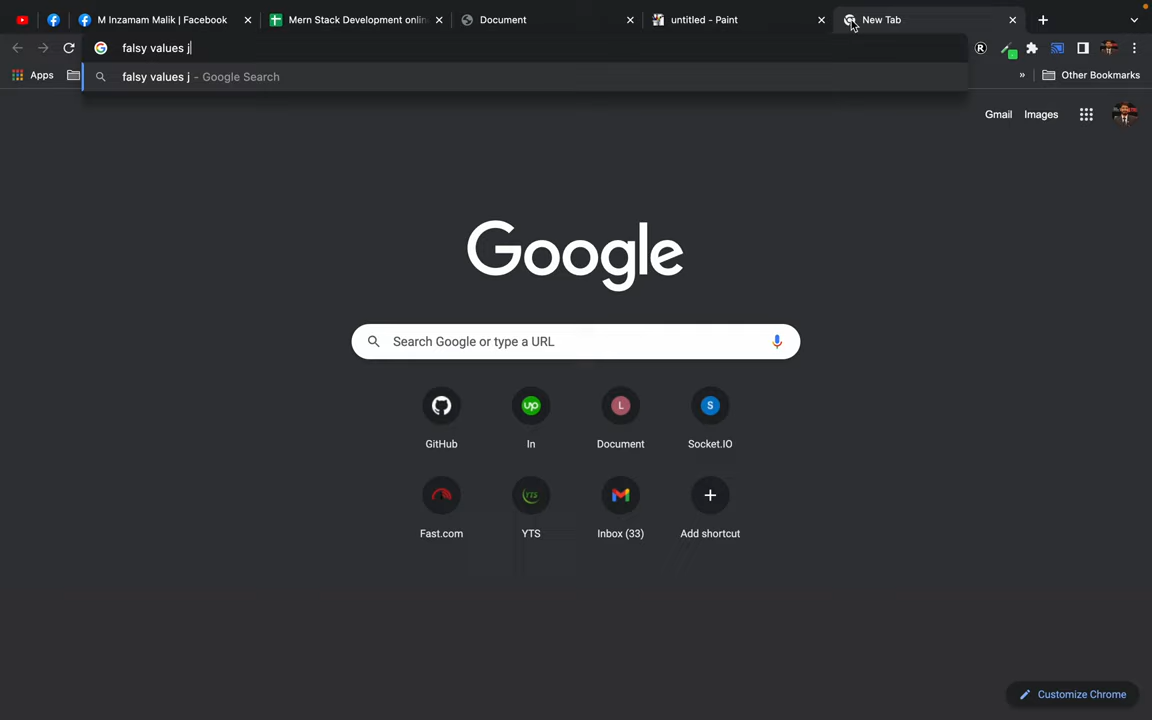 M Inzamam Malik | Facebook
Mern Stack Development onlin
Document
untitled - Paint
New Tab
falsy values j
Apps
falsy values j - Google Search
Other Bookmarks
Gmail
Images
Google
Search Google or type a URL
GitHub
In
Document
Socket.IO
Fast.com
YTS
Inbox (33)
Add shortcut
Customize Chrome